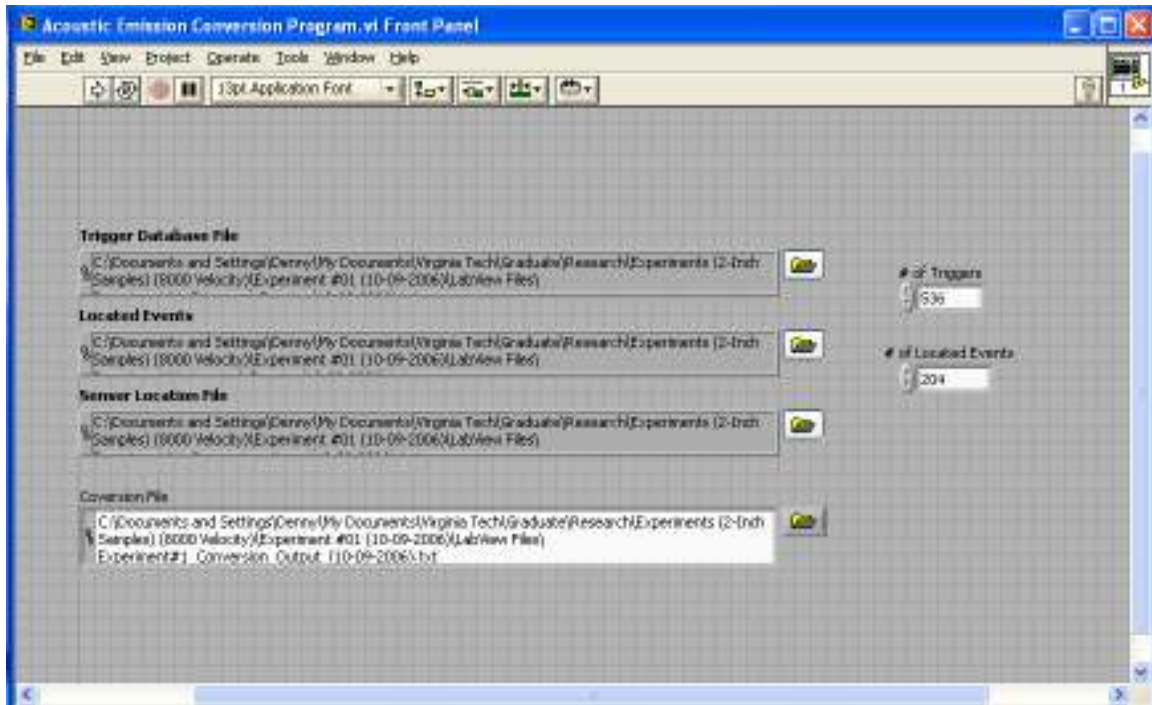 Acoustic Emission Conversion Program.vi Front Panel
File Edit View Project Operate Tools Window Help
13pt Application Font
1
Trigger Database File
C:\Documents and Settings\Denny\My Documents\Virginia Tech\Graduate\Research\Experiments (2-Inch
Samples) (8000 Velocity)\Experiment #01 (10-09-2006)\LabView Files\
# of Triggers
536
Located Events
C:\Documents and Settings\Denny\My Documents\Virginia Tech\Graduate\Research\Experiments (2-Inch
Samples) (8000 Velocity)\Experiment #01 (10-09-2006)\LabView Files\
# of Located Events
204
Sensor Location File
C:\Documents and Settings\Denny\My Documents\Virginia Tech\Graduate\Research\Experiments (2-Inch
Samples) (8000 Velocity)\Experiment #01 (10-09-2006)\LabView Files\
Coversion File
C:\Documents and Settings\Denny\My Documents\Virginia Tech\Graduate\Research\Experiments (2-Inch
Samples) (8000 Velocity)\Experiment #01 (10-09-2006)\LabView Files\
Experiment#1_Conversion_Output_(10-09-2006).txt